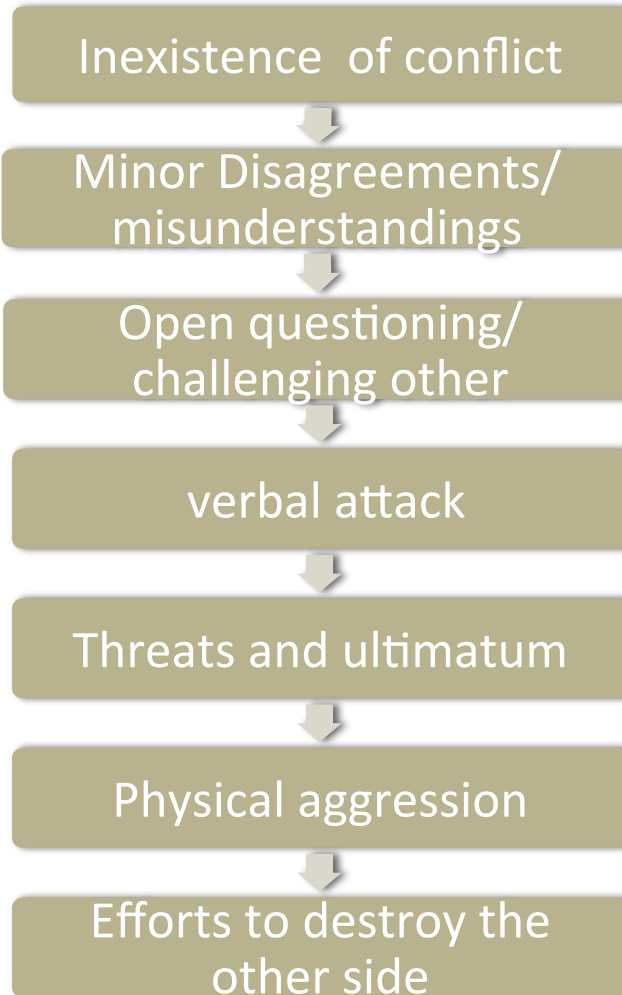 Inexistence of conflict
Minor Disagreements/
misunderstandings
Open questioning/
challenging other
verbal attack
Threats and ultimatum
Physical aggression
Efforts to destroy the
other side